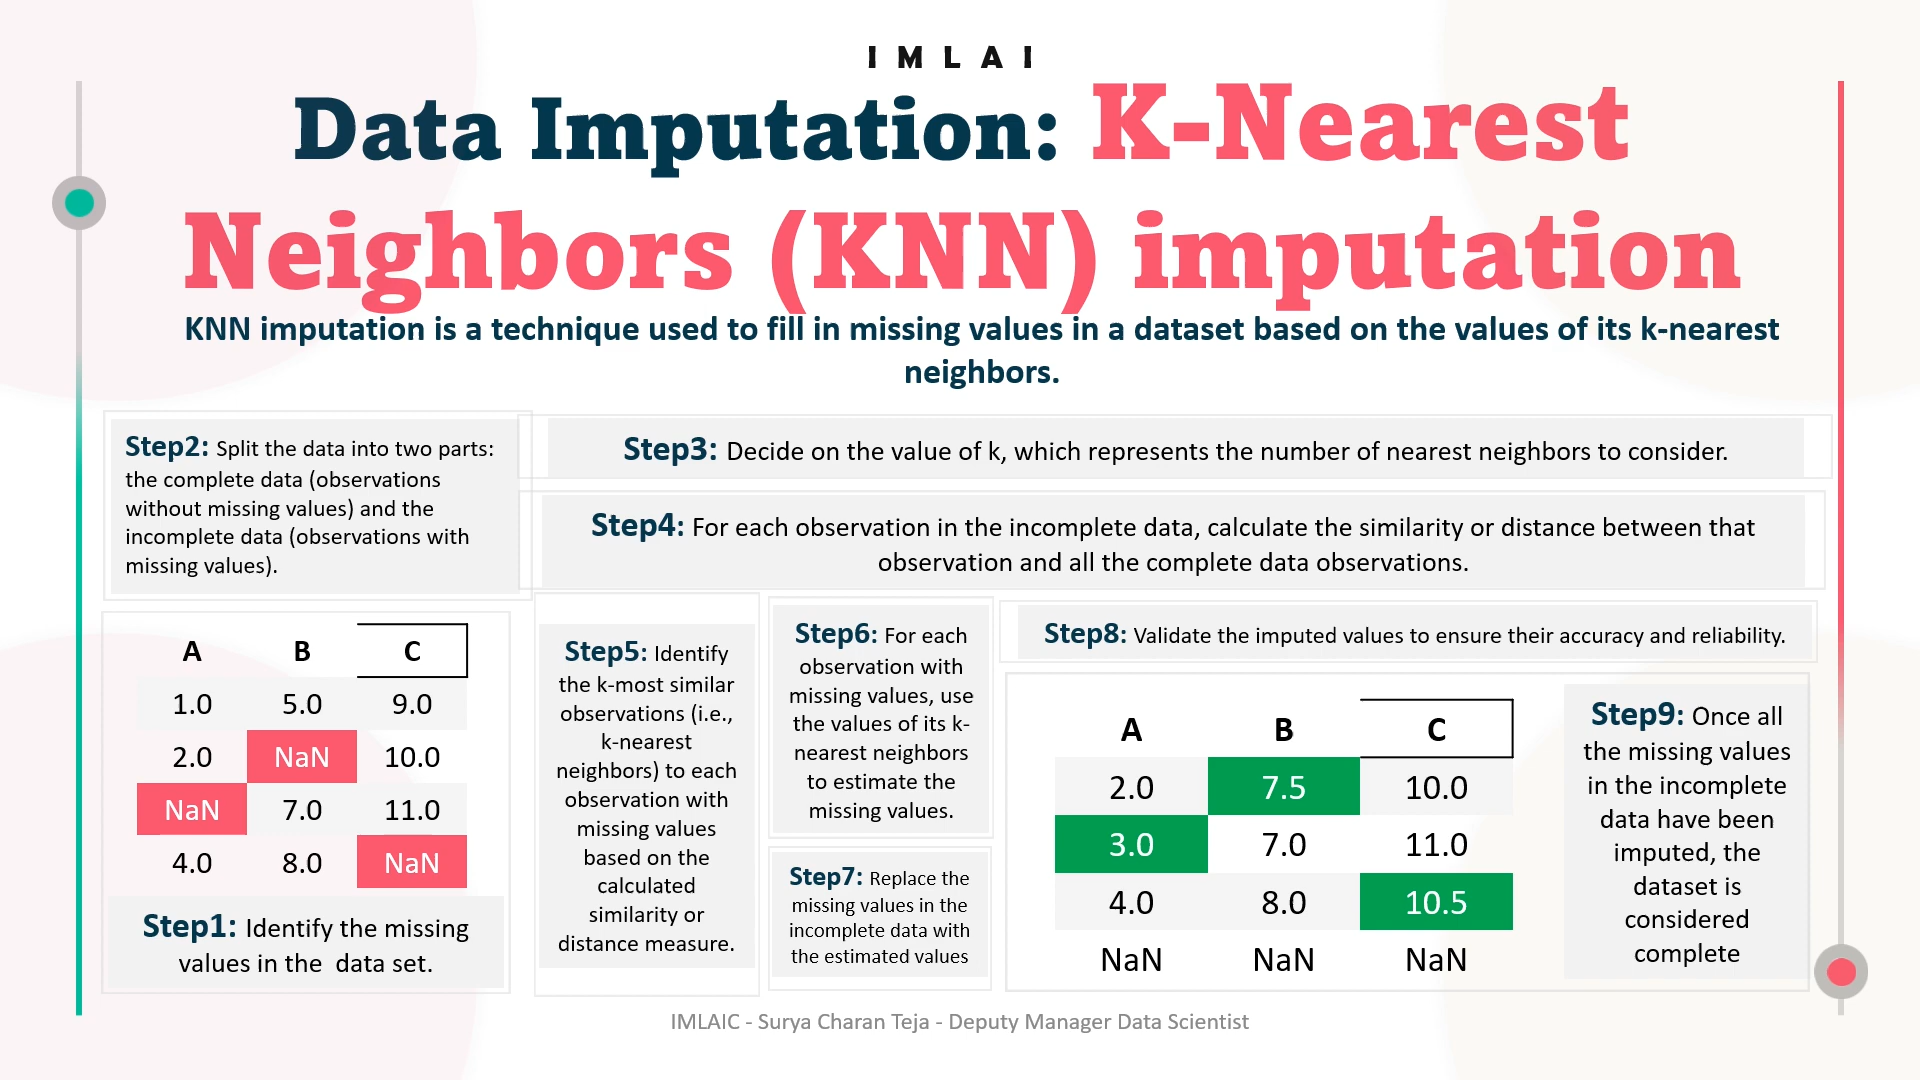 IMLAI
Data Imputation: K-Nearest
Neighbors (KNN) imputation
KNN imputation is a technique used to fill in missing values in a dataset based on the values of its k-nearest
neighbors.
Step2: Split the data into two parts:
the complete data (observations
without missing values) and the
incomplete data (observations with
missing values).
Step3: Decide on the value of k, which represents the number of nearest neighbors to consider.
Step4: For each observation in the incomplete data, calculate the similarity or distance between that
observation and all the complete data observations.
A B C
1.0 5.0 9.0
2.0 NaN 10.0
NaN 7.0 11.0
4.0 8.0 NaN
Step1: Identify the missing
values in the data set.
Step5: Identify
the k-most similar
observations (i.e.,
k-nearest
neighbors) to each
observation with
missing values
based on the
calculated
similarity or
distance measure.
Step6: For each
observation with
missing values, use
the values of its k-
nearest neighbors
to estimate the
missing values.
Step7: Replace the
missing values in the
incomplete data with
the estimated values
Step8: Validate the imputed values to ensure their accuracy and reliability.
A B C
2.0 7.5 10.0
3.0 7.0 11.0
4.0 8.0 10.5
NaN NaN NaN
Step9: Once all
the missing values
in the incomplete
data have been
imputed, the
dataset is
considered
complete
IMLAIC - Surya Charan Teja - Deputy Manager Data Scientist